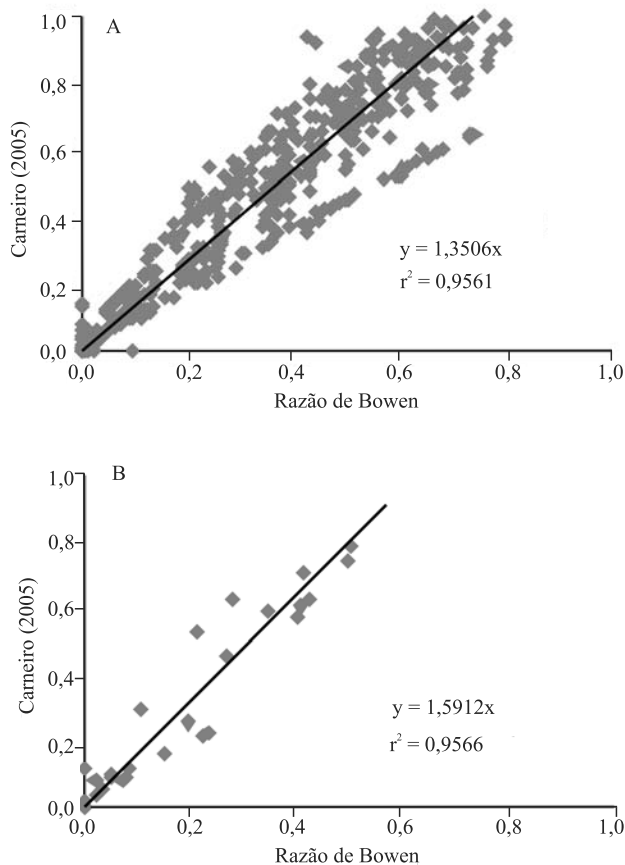 A
1,0
0,8
0,6
0,4
0,2
0,0
Carneiro (2005)
y = 1,3506x
r² = 0,9561
0,0 0,2 0,4 0,6 0,8 1,0
Razão de Bowen
B
1,0
0,8
0,6
0,4
0,2
0,0
Carneiro (2005)
y = 1,5912x
r² = 0,9566
0,0 0,2 0,4 0,6 0,8 1,0
Razão de Bowen